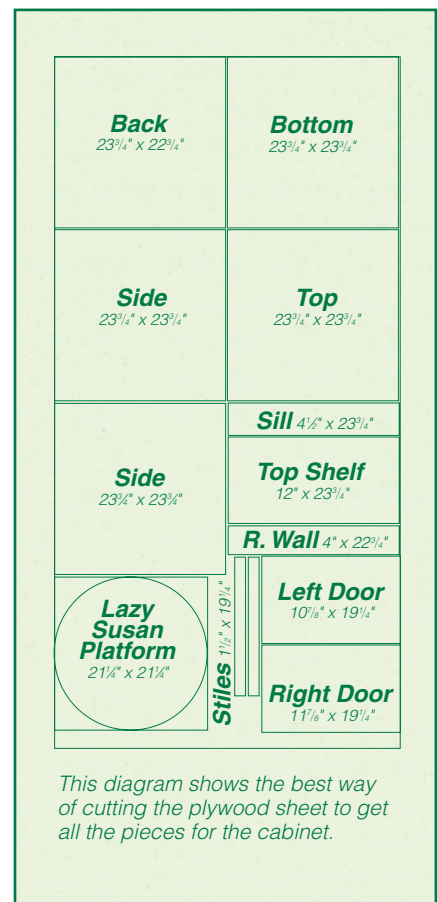 Back
23¾" x 22¾"
Bottom
23¾" x 23¾"
Side
23¾" x 23¾"
Top
23¾" x 23¾"
Side
23¾" x 23¾"
Sill 4½" x 23¾"
Top Shelf
12" x 23¾"
R. Wall 4" x 22¾"
Lazy
Susan
Platform
21¼" x 21¼"
Stiles 1½" x 19¼"
Left Door
10⅞" x 19¼"
Right Door
11⅞" x 19¼"
This diagram shows the best way
of cutting the plywood sheet to get
all the pieces for the cabinet.